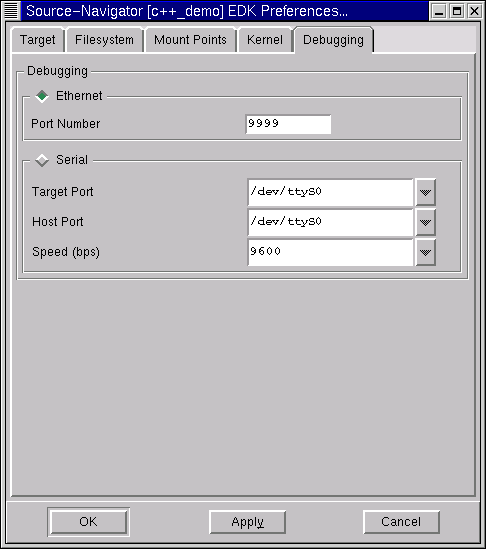 Source-Navigator [c++_demo] EDK Preferences...
Target Filesystem Mount Points Kernel Debugging
Debugging
Ethernet
Port Number 9999
Serial
Target Port /dev/ttyS0
Host Port /dev/ttyS0
Speed (bps) 9600
OK Apply Cancel